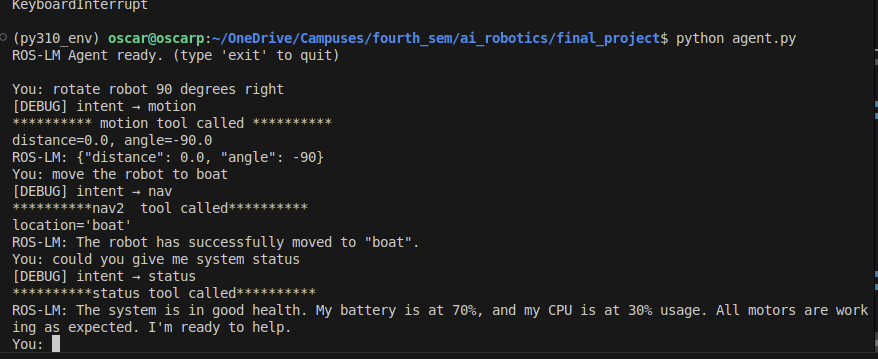 KeyboardInterrupt
(py310_env) oscar@oscarp:~/OneDrive/Campuses/fourth_sem/ai_robotics/final_project$ python agent.py
ROS-LM Agent ready. (type 'exit' to quit)
You: rotate robot 90 degrees right
[DEBUG] intent → motion
********** motion tool called **********
distance=0.0, angle=-90.0
ROS-LM: {"distance": 0.0, "angle": -90}
You: move the robot to boat
[DEBUG] intent → nav
**********nav2  tool called**********
location='boat'
ROS-LM: The robot has successfully moved to "boat".
You: could you give me system status
[DEBUG] intent → status
**********status tool called**********
ROS-LM: The system is in good health. My battery is at 70%, and my CPU is at 30% usage. All motors are work
ing as expected. I'm ready to help.
You: